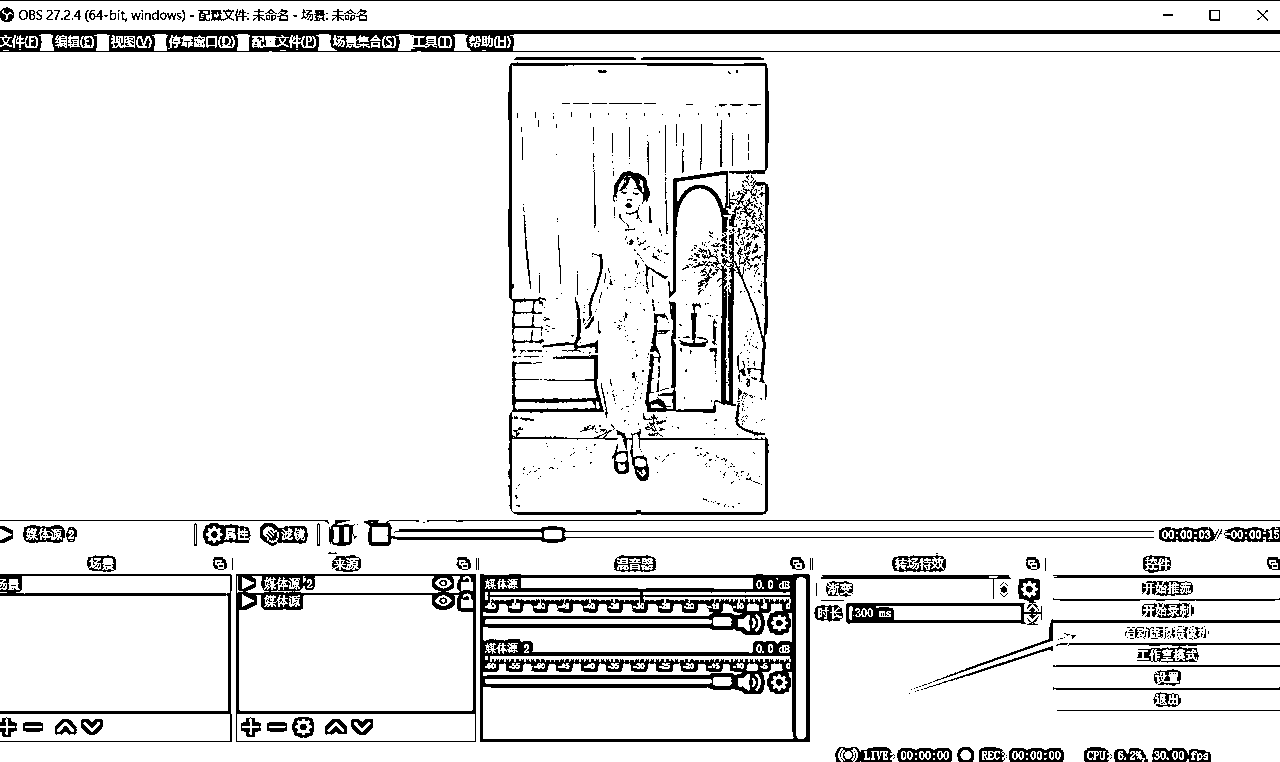 OBS 27.2.4 (64-bit, windows) - 配置文件: 未命名 - 场景: 未命名
文件(F) 编辑(E) 视图(V) 停靠窗口(D) 配置文件(P) 场景集合(S) 工具(T) 帮助(H)
媒体源 2 属性 滤镜 00:00:03 / -00:00:15
场景 来源 混音器 转场特效 控件
场景 媒体源 2 媒体源 0.0 dB 渐变 开始推流
媒体源 时长 300 ms 开始录制
启动虚拟摄像机
媒体源 2 0.0 dB 工作室模式
设置
退出
LIVE: 00:00:00 REC: 00:00:00 CPU: 5.2%, 30.00 fps